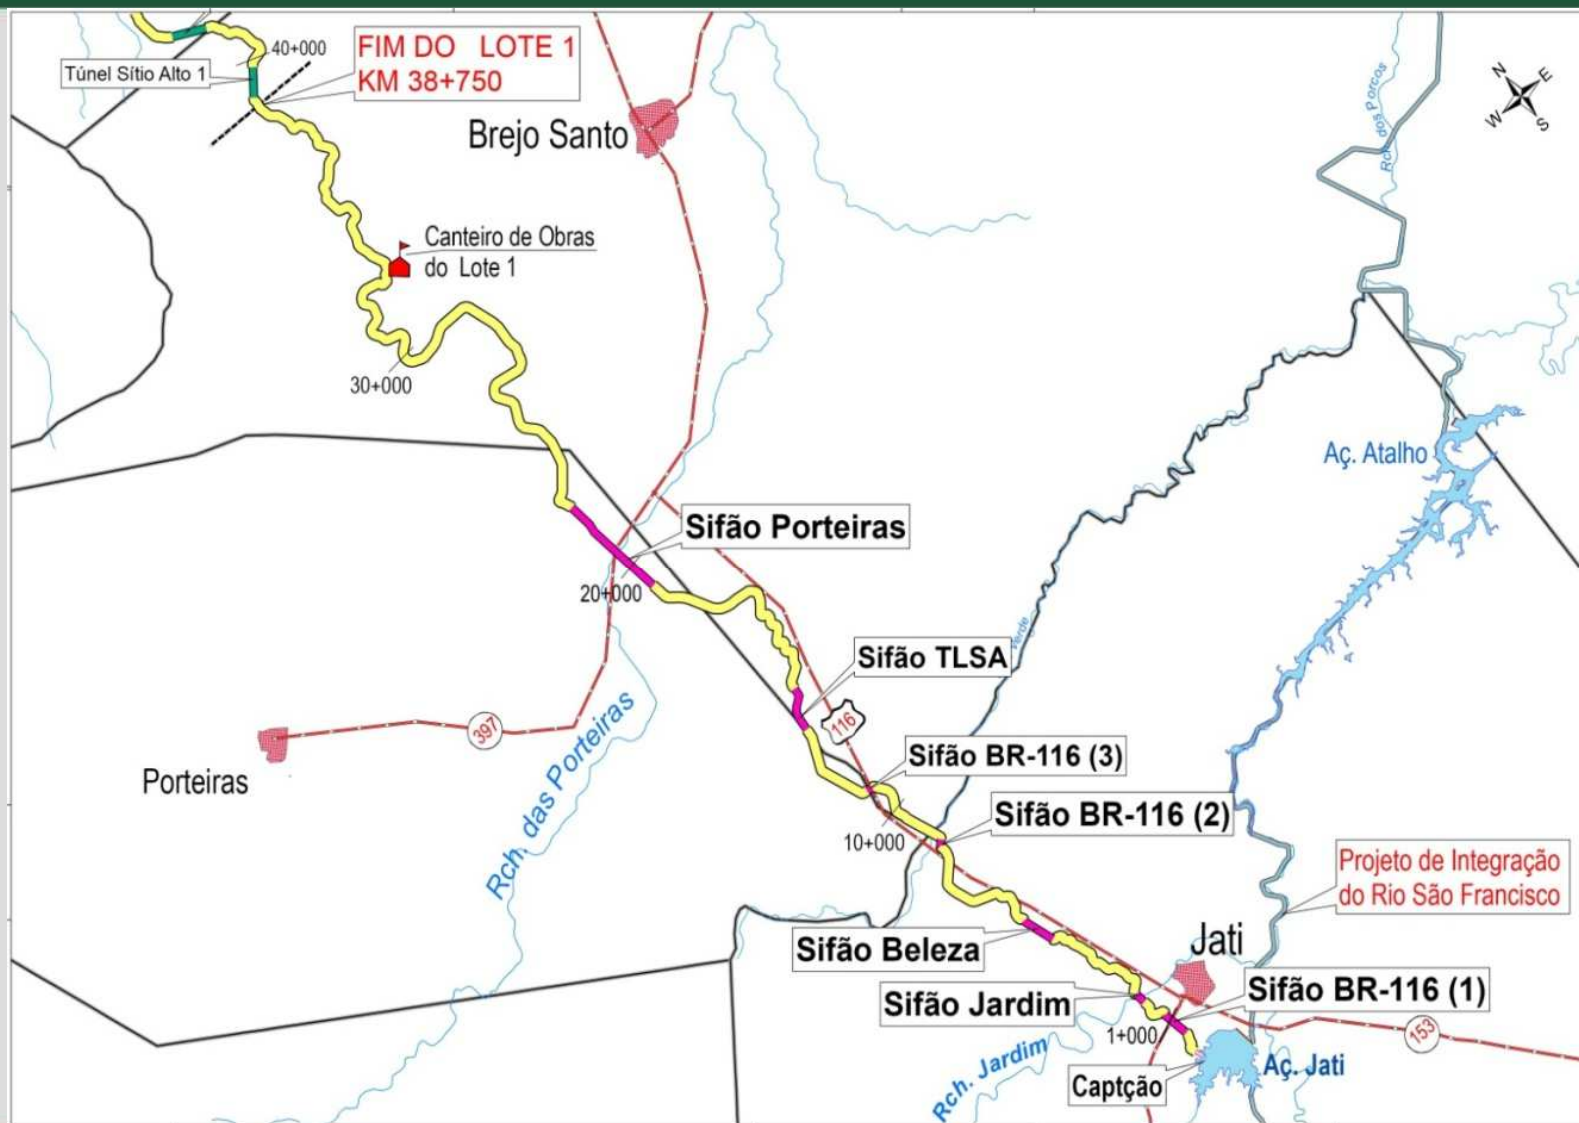 40+000
FIM DO LOTE 1
KM 38+750
Túnel Sítio Alto 1
Brejo Santo
N
E
W
S
Rch. dos Porcos
Canteiro de Obras
do Lote 1
30+000
Aç. Atalho
Sifão Porteiras
20+000
Verde
Sifão TLSA
116
397
Sifão BR-116 (3)
Porteiras
Rch. das Porteiras
Sifão BR-116 (2)
10+000
Projeto de Integração
do Rio São Francisco
Jati
Sifão Beleza
Sifão BR-116 (1)
Sifão Jardim
1+000
153
Rch. Jardim
Aç. Jati
Captção